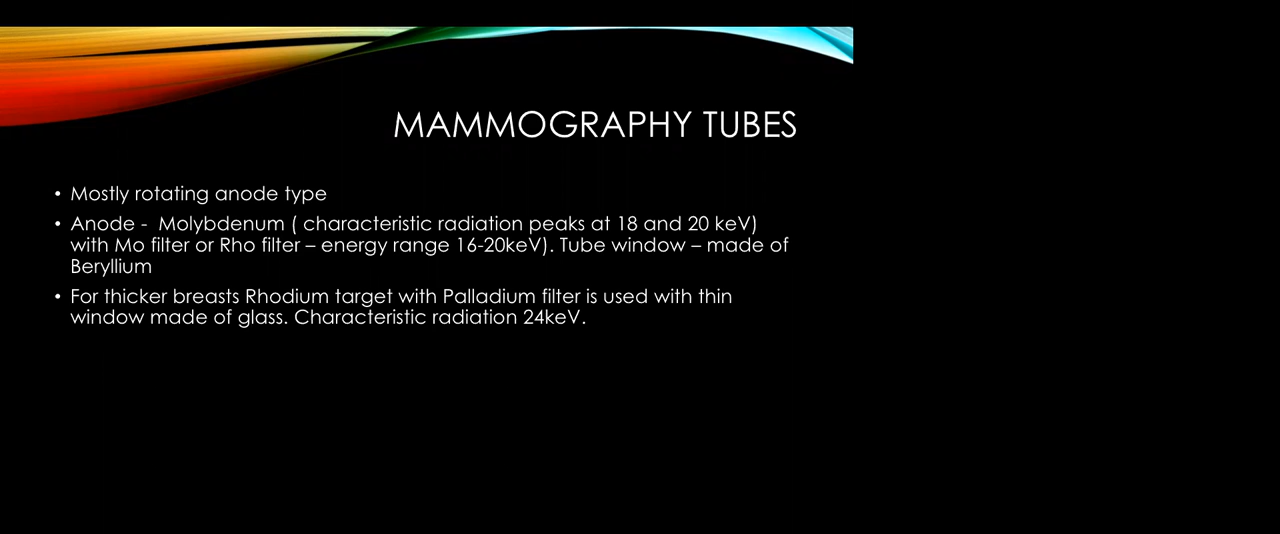 MAMMOGRAPHY TUBES
• Mostly rotating anode type
• Anode - Molybdenum ( characteristic radiation peaks at 18 and 20 keV)
with Mo filter or Rho filter – energy range 16-20keV). Tube window – made of
Beryllium
• For thicker breasts Rhodium target with Palladium filter is used with thin
window made of glass. Characteristic radiation 24keV.